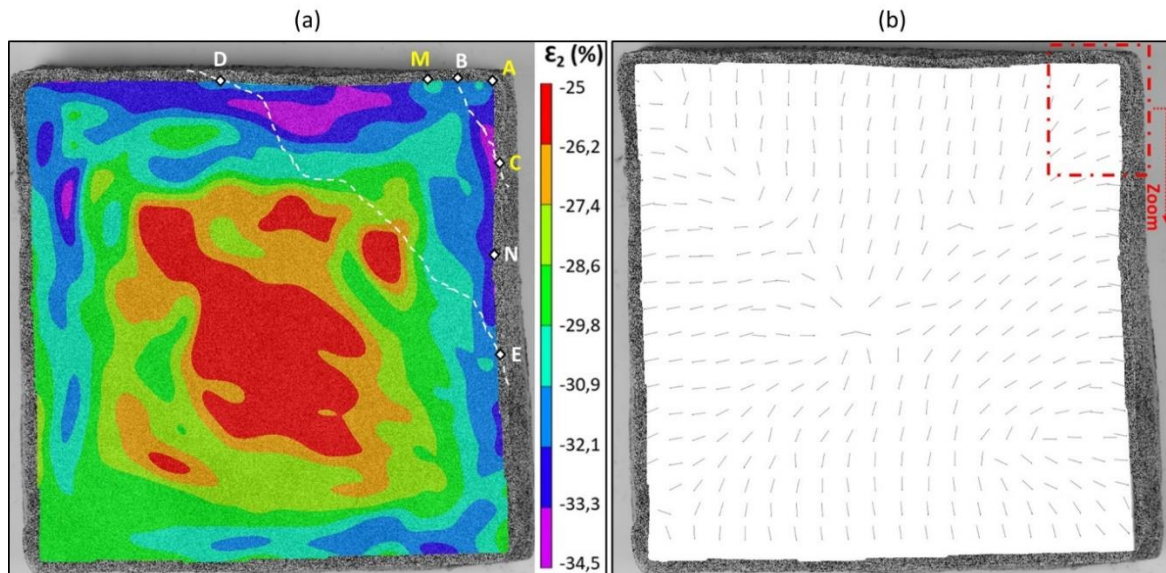 (a)
(b)
D
M
B
A
C
N
E
ε₂ (%)
-25
-26,2
-27,4
-28,6
-29,8
-30,9
-32,1
-33,3
-34,5
Zoom